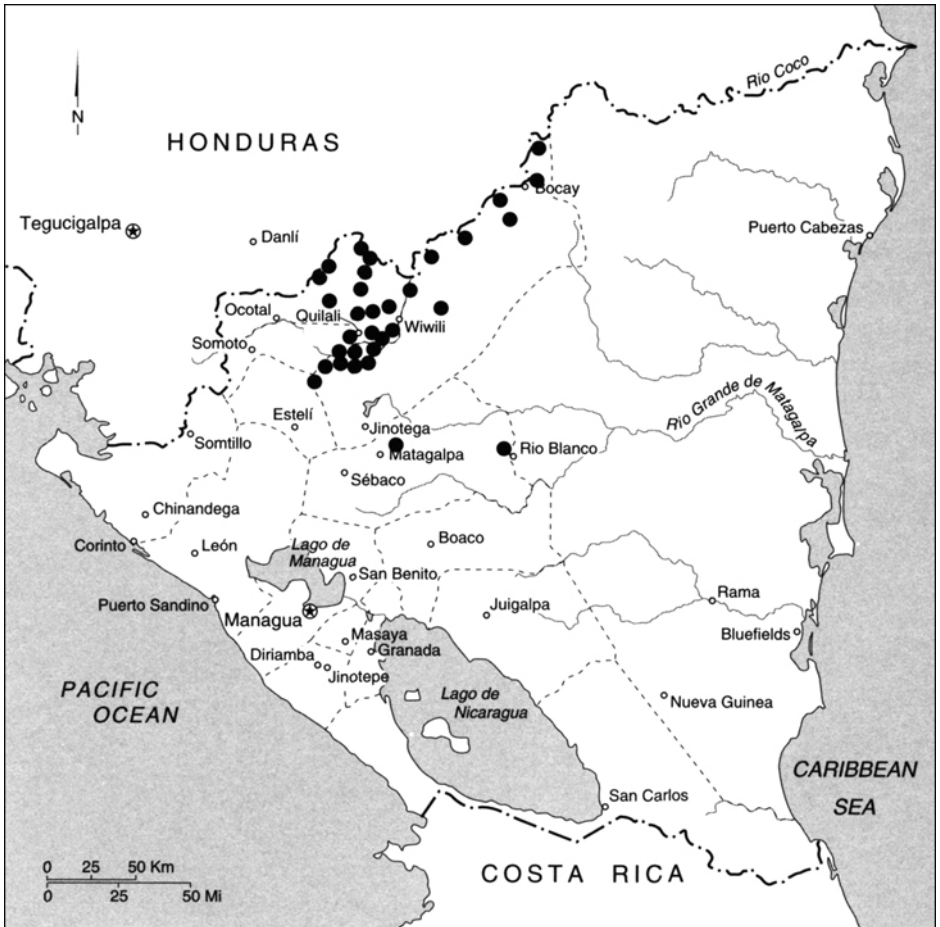 Rio Coco
N
HONDURAS
Tegucigalpa
Danlí
Bocay
Puerto Cabezas
Ocotal
Quilali
Wiwili
Somoto
Estelí
Jinotega
Rio Grande de Matagalpa
Somtillo
Matagalpa
Rio Blanco
Sébaco
Chinandega
Corinto
León
Lago de
Managua
Boaco
San Benito
Puerto Sandino
Managua
Juigalpa
Rama
Masaya
Granada
Bluefields
Diriamba
Jinotepe
PACIFIC
OCEAN
Lago de
Nicaragua
Nueva Guinea
CARIBBEAN
SEA
San Carlos
0 25 50 Km
0 25 50 Mi
COSTA RICA